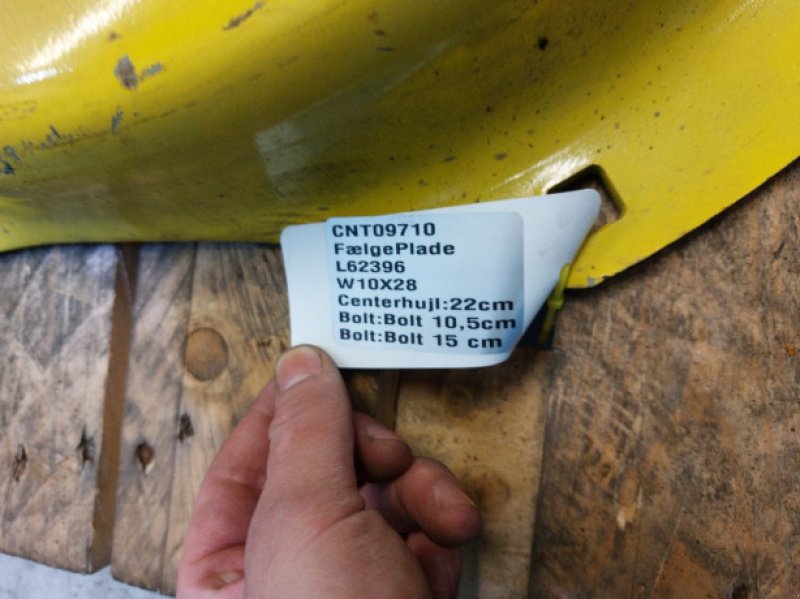 CNT09710
FælgePlade
L62396
W10X28
Centerhujl:22cm
Bolt:Bolt 10,5cm
Bolt:Bolt 15 cm